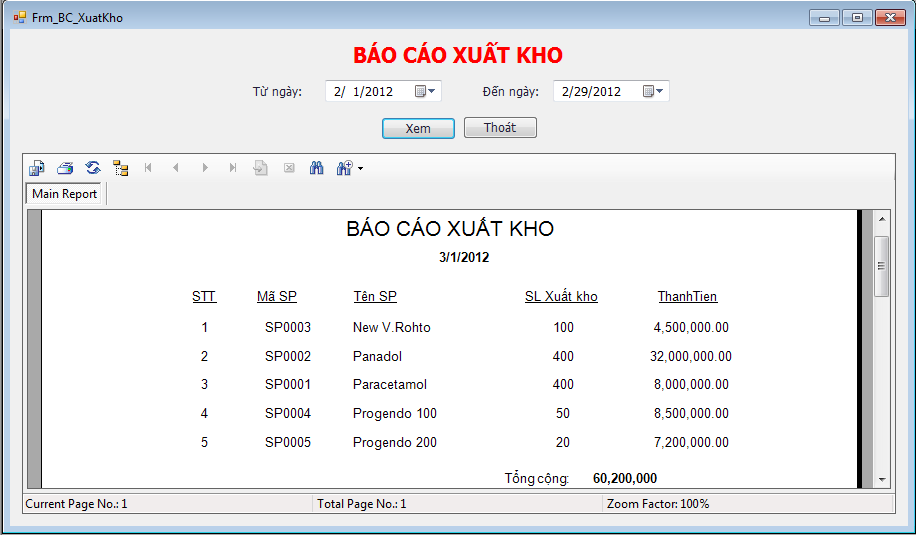 Frm_BC_XuatKho
BÁO CÁO XUẤT KHO
Từ ngày: 2/ 1/2012 Đến ngày: 2/29/2012
Xem Thoát
Main Report
BÁO CÁO XUẤT KHO
3/1/2012
STT Mã SP Tên SP SL Xuất kho ThanhTien
1 SP0003 New V.Rohto 100 4,500,000.00
2 SP0002 Panadol 400 32,000,000.00
3 SP0001 Paracetamol 400 8,000,000.00
4 SP0004 Progendo 100 50 8,500,000.00
5 SP0005 Progendo 200 20 7,200,000.00
Tổng cộng: 60,200,000
Current Page No.: 1 Total Page No.: 1 Zoom Factor: 100%